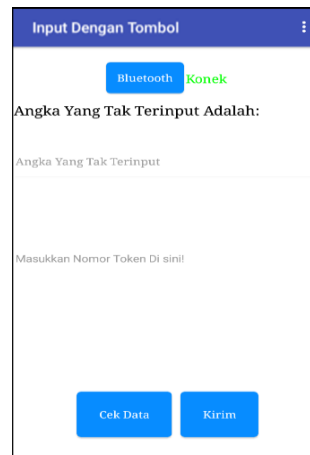 Input Dengan Tombol
Bluetooth Konek
Angka Yang Tak Terinput Adalah:
Angka Yang Tak Terinput
Masukkan Nomor Token Di sini!
Cek Data Kirim